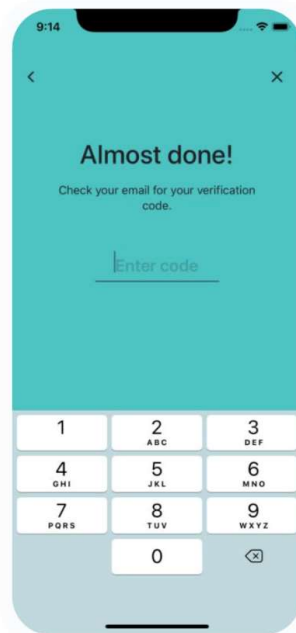 9:14
Almost done!
Check your email for your verification
code.
Enter code
1
2
ABC
3
DEF
4
GHI
5
JKL
6
MNO
7
PQRS
8
TUV
9
WXYZ
0